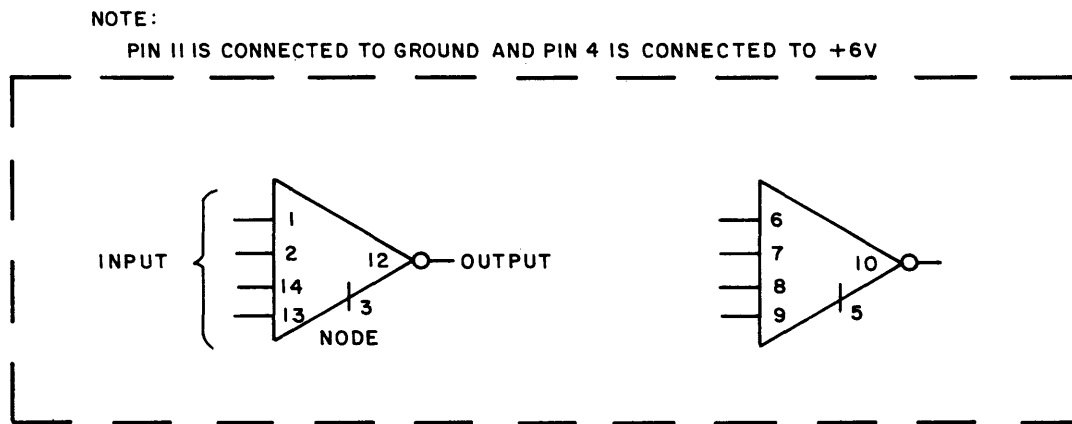 NOTE:
PIN 11 IS CONNECTED TO GROUND AND PIN 4 IS CONNECTED TO +6V
1
2
INPUT
12
OUTPUT
14
3
13
NODE
6
7
10
8
5
9